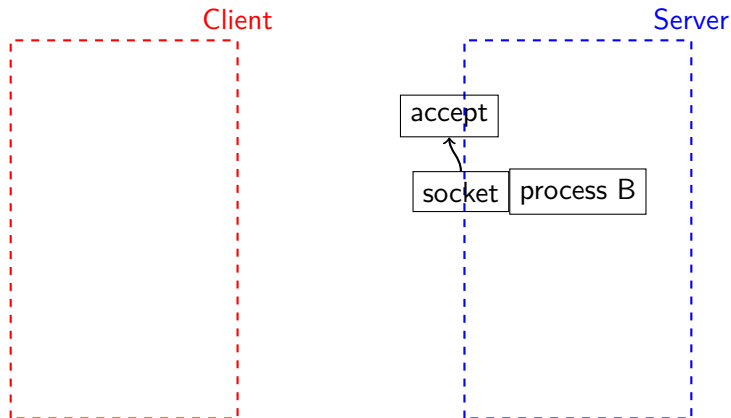 Client
Server
accept
socket
process B